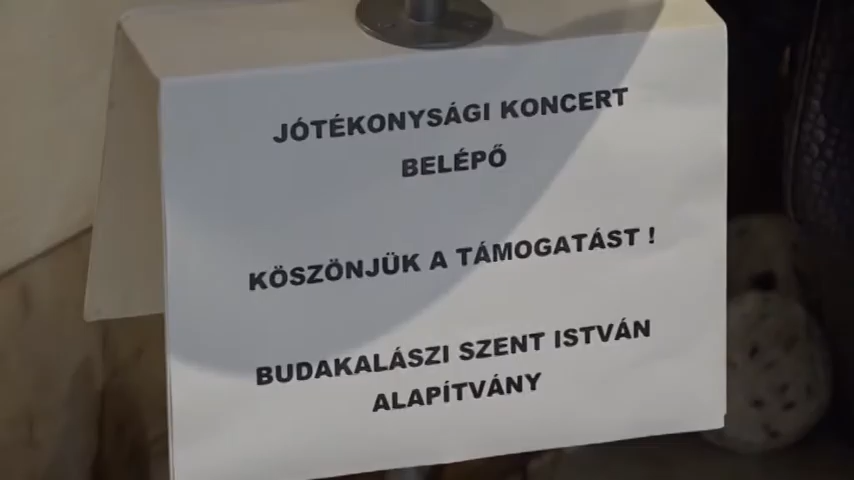 JÓTÉKONYSÁGI KONCERT
BELÉPŐ
KÖSZÖNJÜK A TÁMOGATÁST !
BUDAKALÁSZI SZENT ISTVÁN
ALAPÍTVÁNY